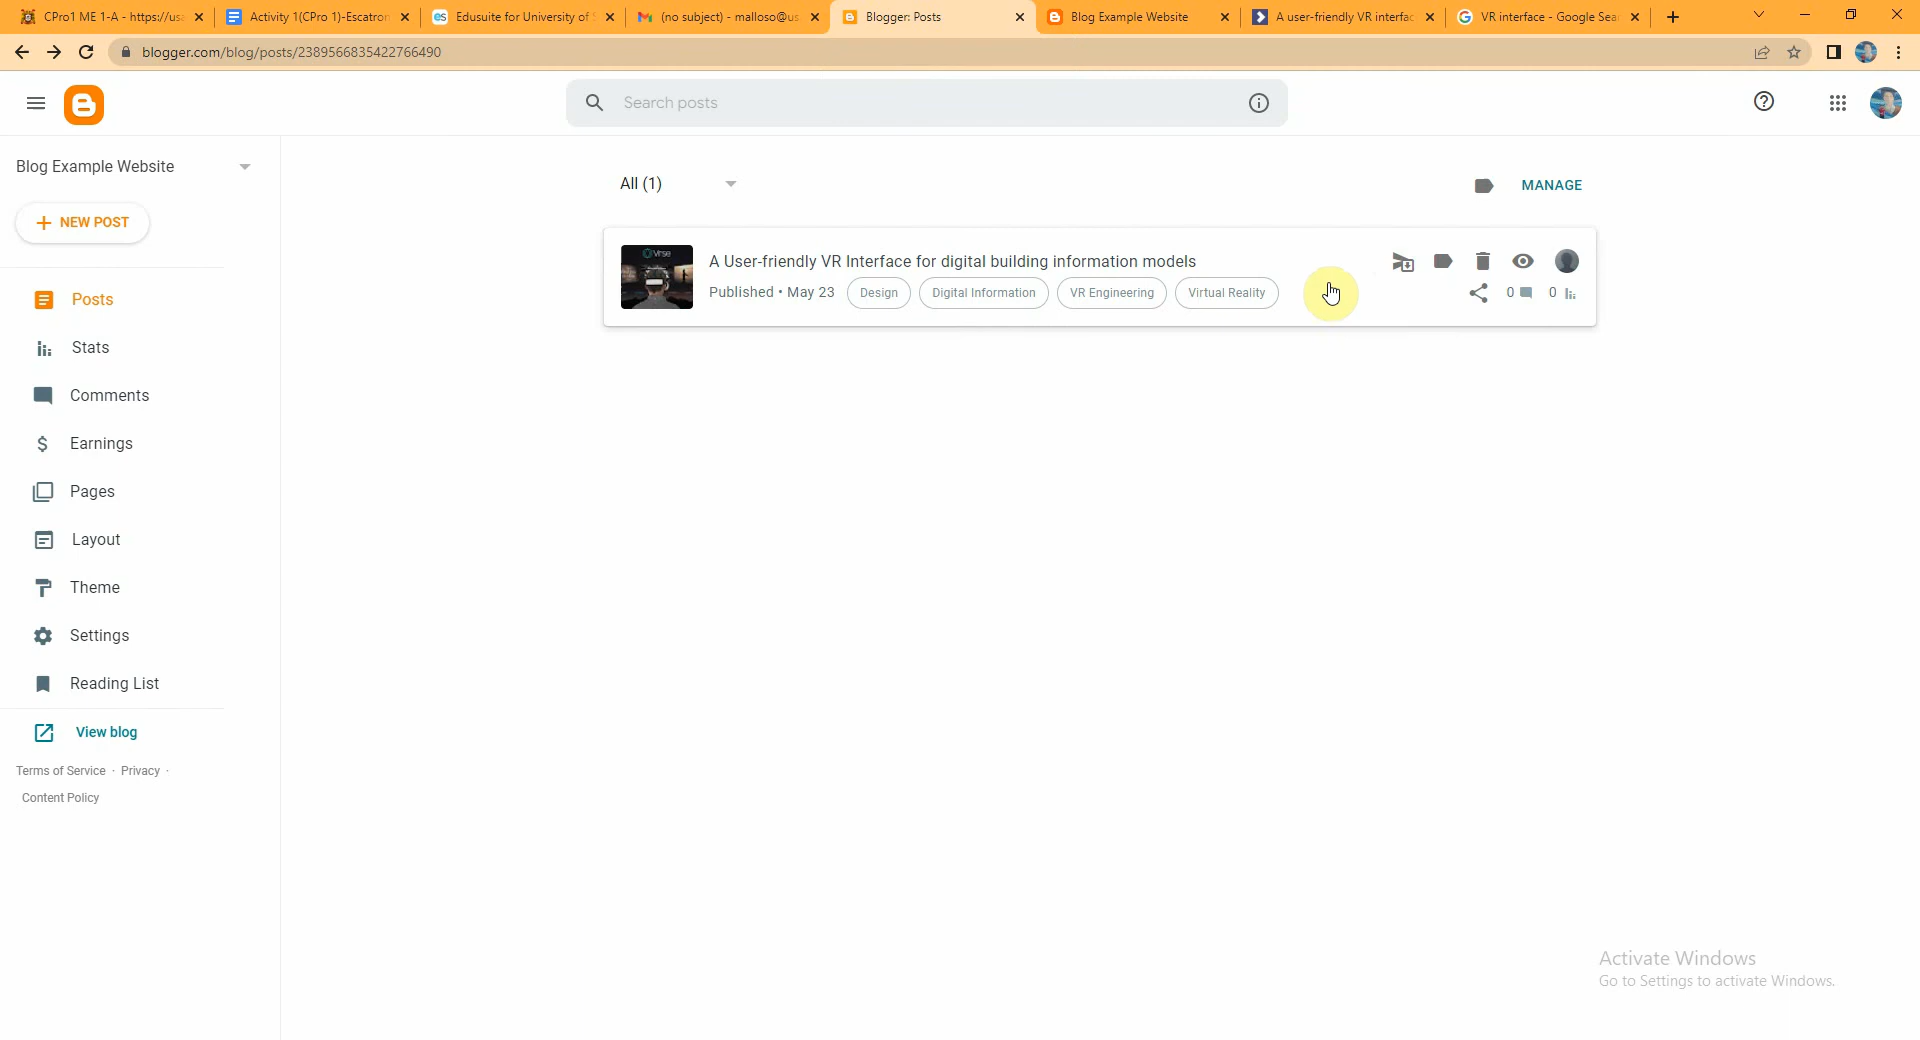 CPro1 ME 1-A - https://us
Activity 1(CPro 1)-Escatron
Edusuite for University of S
(no subject) - malloso@us
Blogger: Posts
Blog Example Website
A user-friendly VR interfac
VR interface - Google Sea
blogger.com/blog/posts/2389566835422766490
Search posts
Blog Example Website
NEW POST
Posts
Stats
Comments
Earnings
Pages
Layout
Theme
Settings
Reading List
View blog
Terms of Service · Privacy ·
Content Policy
All (1)
MANAGE
Virse
A User-friendly VR Interface for digital building information models
Published • May 23 Design Digital Information VR Engineering Virtual Reality
0 0
Activate Windows
Go to Settings to activate Windows.